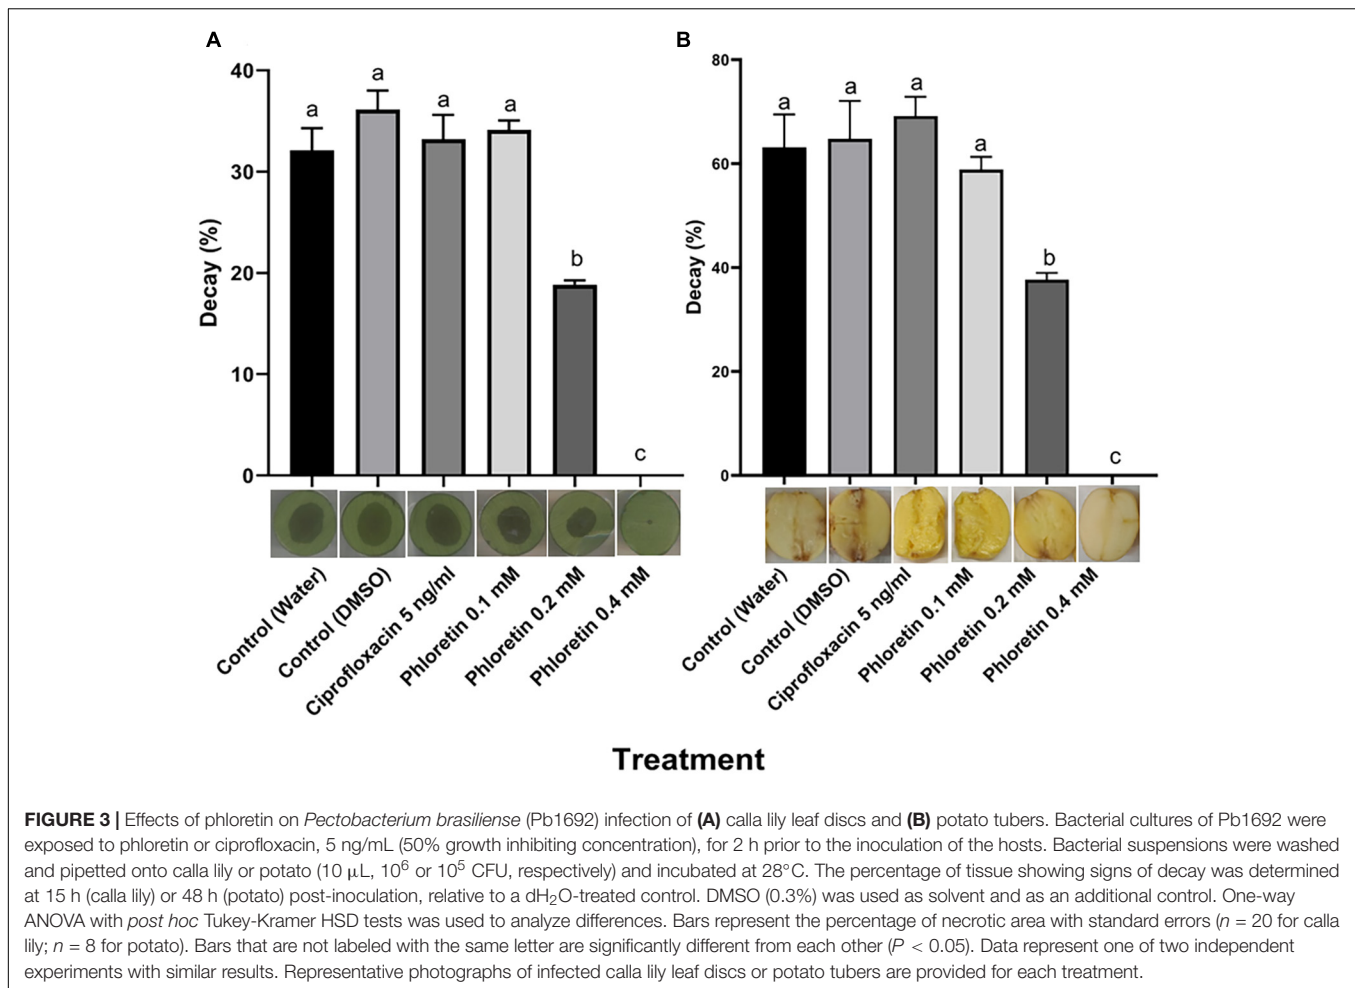 A
40
30
20
10
0
Decay (%)
a
a
a
a
b
c
Control (Water)
Control (DMSO)
Ciprofloxacin 5 ng/ml
Phloretin 0.1 mM
Phloretin 0.2 mM
Phloretin 0.4 mM
B
80
60
40
20
0
Decay (%)
a
a
a
a
b
c
Control (Water)
Control (DMSO)
Ciprofloxacin 5 ng/ml
Phloretin 0.1 mM
Phloretin 0.2 mM
Phloretin 0.4 mM
Treatment
FIGURE 3 | Effects of phloretin on Pectobacterium brasiliense (Pb1692) infection of (A) calla lily leaf discs and (B) potato tubers. Bacterial cultures of Pb1692 were
exposed to phloretin or ciprofloxacin, 5 ng/mL (50% growth inhibiting concentration), for 2 h prior to the inoculation of the hosts. Bacterial suspensions were washed
and pipetted onto calla lily or potato (10 μL, 10⁶ or 10⁵ CFU, respectively) and incubated at 28°C. The percentage of tissue showing signs of decay was determined
at 15 h (calla lily) or 48 h (potato) post-inoculation, relative to a dH₂O-treated control. DMSO (0.3%) was used as solvent and as an additional control. One-way
ANOVA with post hoc Tukey-Kramer HSD tests was used to analyze differences. Bars represent the percentage of necrotic area with standard errors (n = 20 for calla
lily; n = 8 for potato). Bars that are not labeled with the same letter are significantly different from each other (P < 0.05). Data represent one of two independent
experiments with similar results. Representative photographs of infected calla lily leaf discs or potato tubers are provided for each treatment.